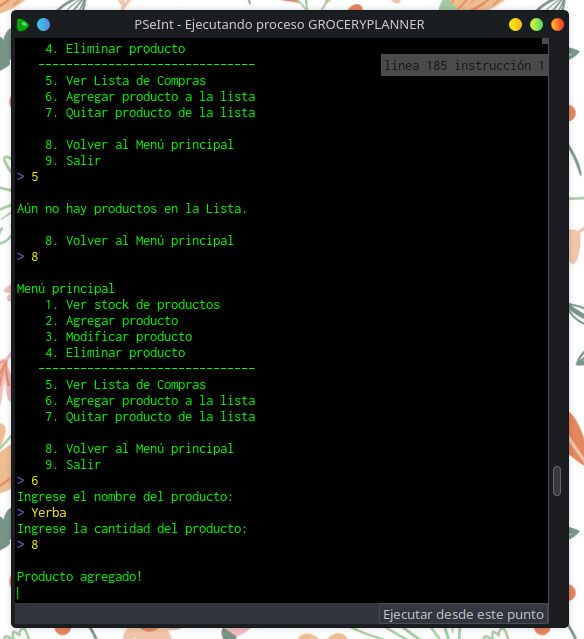 PSeInt - Ejecutando proceso GROCERYPLANNER
4. Eliminar producto
-------------------------------
línea 185 instrucción 1
5. Ver Lista de Compras
6. Agregar producto a la lista
7. Quitar producto de la lista
8. Volver al Menú principal
9. Salir
> 5
Aún no hay productos en la Lista.
8. Volver al Menú principal
> 8
Menú principal
1. Ver stock de productos
2. Agregar producto
3. Modificar producto
4. Eliminar producto
-------------------------------
5. Ver Lista de Compras
6. Agregar producto a la lista
7. Quitar producto de la lista
8. Volver al Menú principal
9. Salir
> 6
Ingrese el nombre del producto:
> Yerba
Ingrese la cantidad del producto:
> 8
Producto agregado!
Ejecutar desde este punto